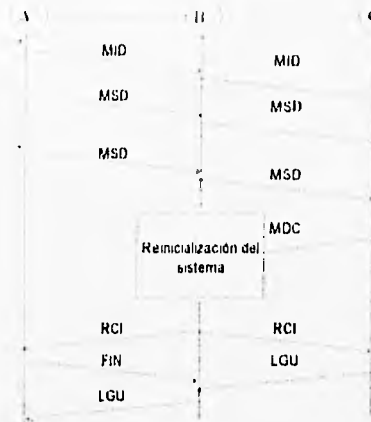 A B C
MID MID
MSD MSD
MSD MSD
MDC
Reinicialización del
sistema
RCI RCI
FIN LGU
LGU